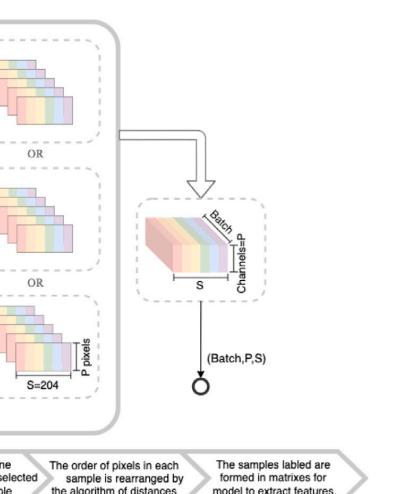 OR
OR
P pixels
S=204
Batch
Channels=P
S
(Batch,P,S)
ne
selected
ple
The order of pixels in each
sample is rearranged by
the algorithm of distances
The samples labled are
formed in matrixes for
model to extract features.